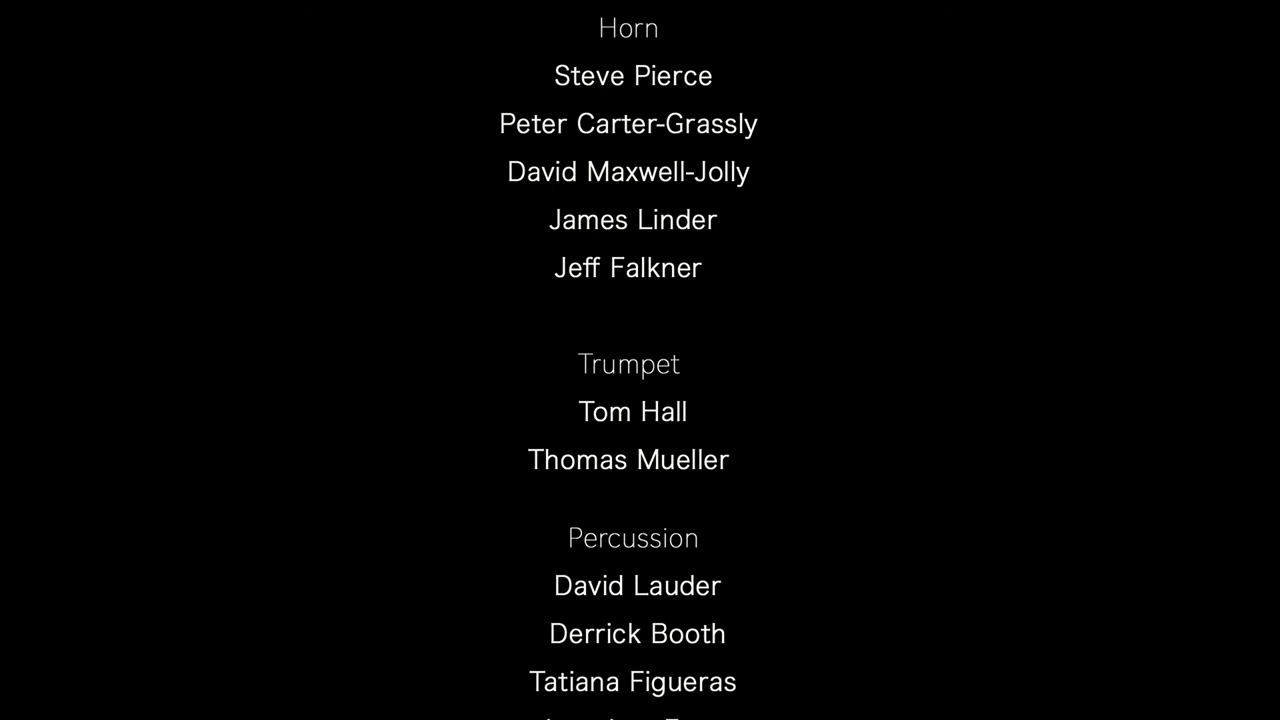 Horn
Steve Pierce
Peter Carter-Grassly
David Maxwell-Jolly
James Linder
Jeff Falkner
Trumpet
Tom Hall
Thomas Mueller
Percussion
David Lauder
Derrick Booth
Tatiana Figueras